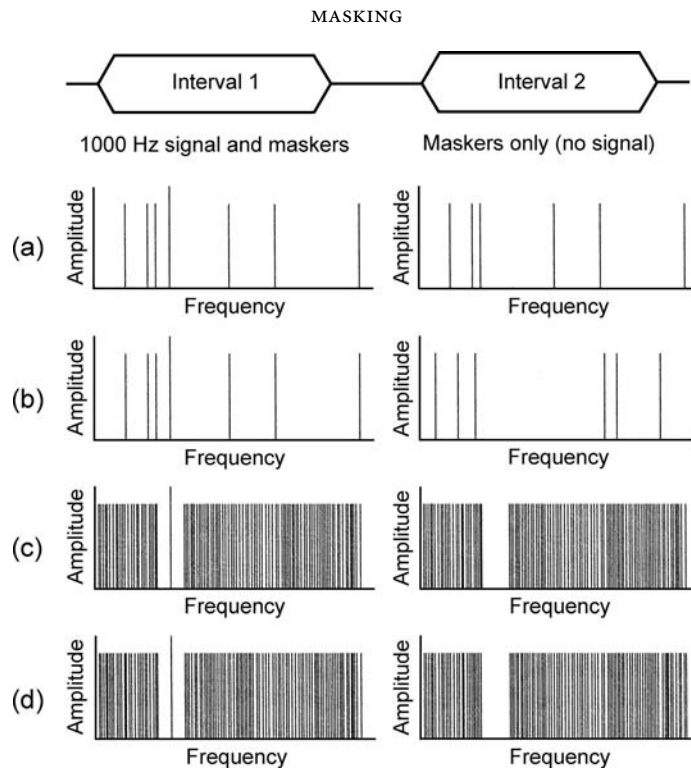 MASKING
Interval 1 Interval 2
1000 Hz signal and maskers Maskers only (no signal)
(a) Amplitude Amplitude
Frequency Frequency
(b) Amplitude Amplitude
Frequency Frequency
(c) Amplitude Amplitude
Frequency Frequency
(d) Amplitude Amplitude
Frequency Frequency